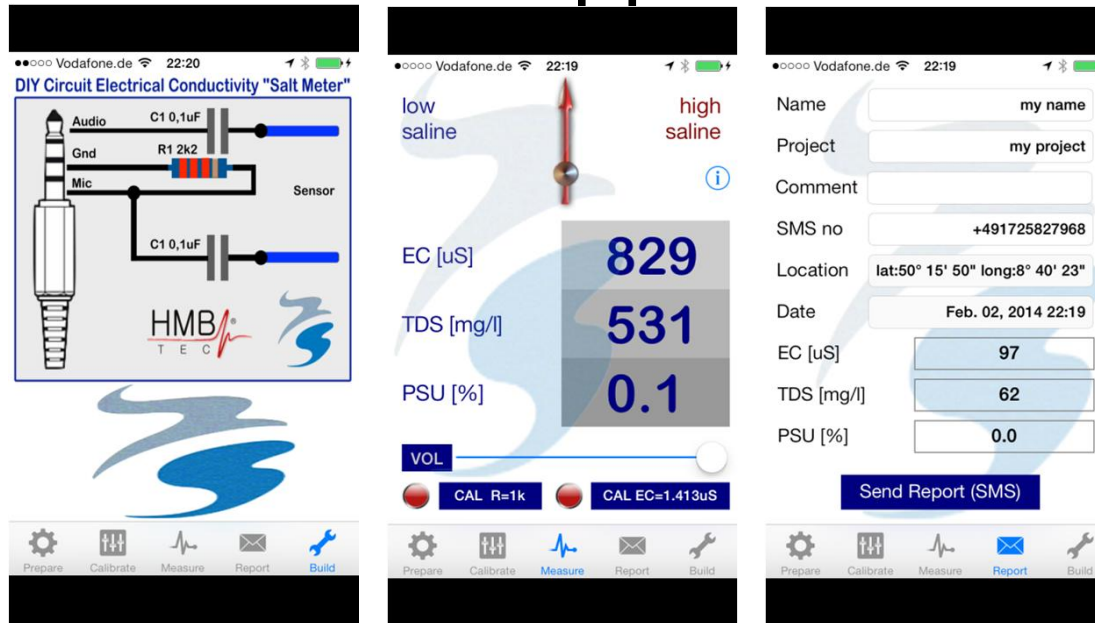 Vodafone.de 22:20
DIY Circuit Electrical Conductivity "Salt Meter"
Audio
C1 0,1uF
Gnd
R1 2k2
Mic
Sensor
C1 0,1uF
HMB
TEC
Prepare Calibrate Measure Report Build
Vodafone.de 22:19
low high
saline saline
EC [uS] 829
TDS [mg/l] 531
PSU [%] 0.1
VOL
CAL R=1k CAL EC=1.413uS
Prepare Calibrate Measure Report Build
Vodafone.de 22:19
Name my name
Project my project
Comment
SMS no +491725827968
Location lat:50° 15' 50" long:8° 40' 23"
Date Feb. 02, 2014 22:19
EC [uS] 97
TDS [mg/l] 62
PSU [%] 0.0
Send Report (SMS)
Prepare Calibrate Measure Report Build